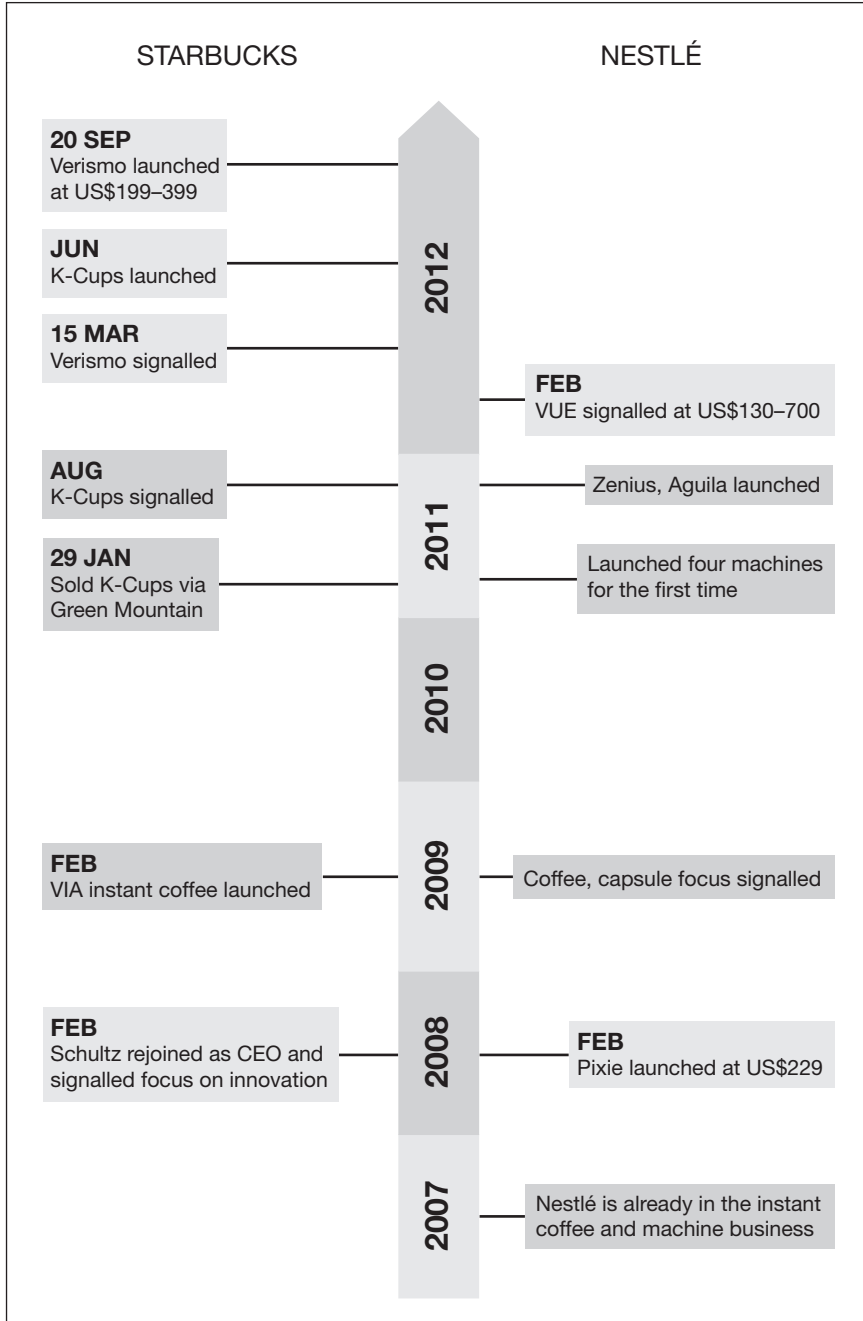 STARBUCKS
NESTLÉ
20 SEP
Verismo launched
at US$199–399
JUN
K-Cups launched
15 MAR
Verismo signalled
2012
FEB
VUE signalled at US$130–700
AUG
K-Cups signalled
Zenius, Aguila launched
2011
29 JAN
Sold K-Cups via
Green Mountain
Launched four machines
for the first time
2010
FEB
VIA instant coffee launched
2009
Coffee, capsule focus signalled
FEB
Schultz rejoined as CEO and
signalled focus on innovation
2008
FEB
Pixie launched at US$229
2007
Nestlé is already in the instant
coffee and machine business